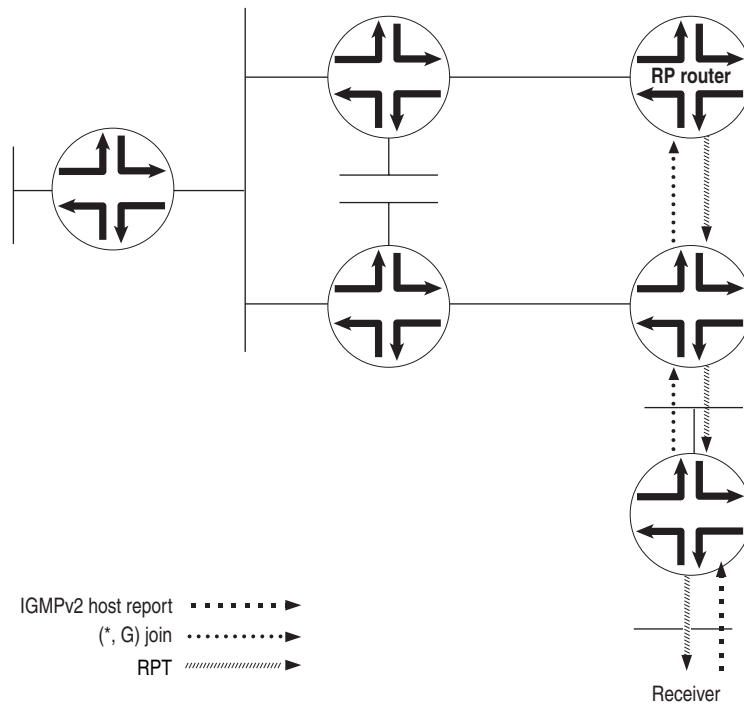 RP router
IGMPv2 host report
(*, G) join
RPT
Receiver